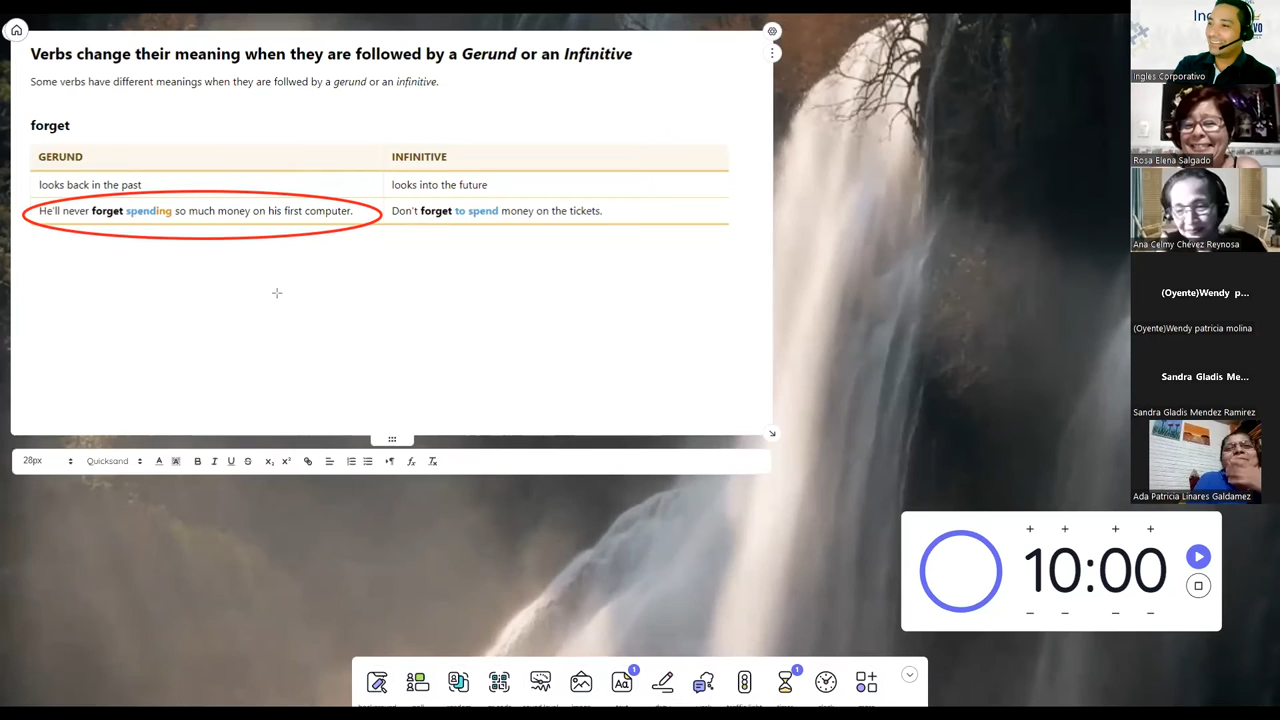 Verbs change their meaning when they are followed by a Gerund or an Infinitive
Some verbs have different meanings when they are follwed by a gerund or an infinitive.
forget
GERUND INFINITIVE
looks back in the past looks into the future
He'll never forget spending so much money on his first computer. Don't forget to spend money on the tickets.
28px Quicksand
Ingles Corporativo
Rosa Elena Salgado
Ana Celmy Chévez Reynosa
(Oyente)Wendy p...
(Oyente)Wendy patricia molina
Sandra Gladis Me...
Sandra Gladis Mendez Ramirez
Ada Patricia Linares Galdamez
10:00
1 1